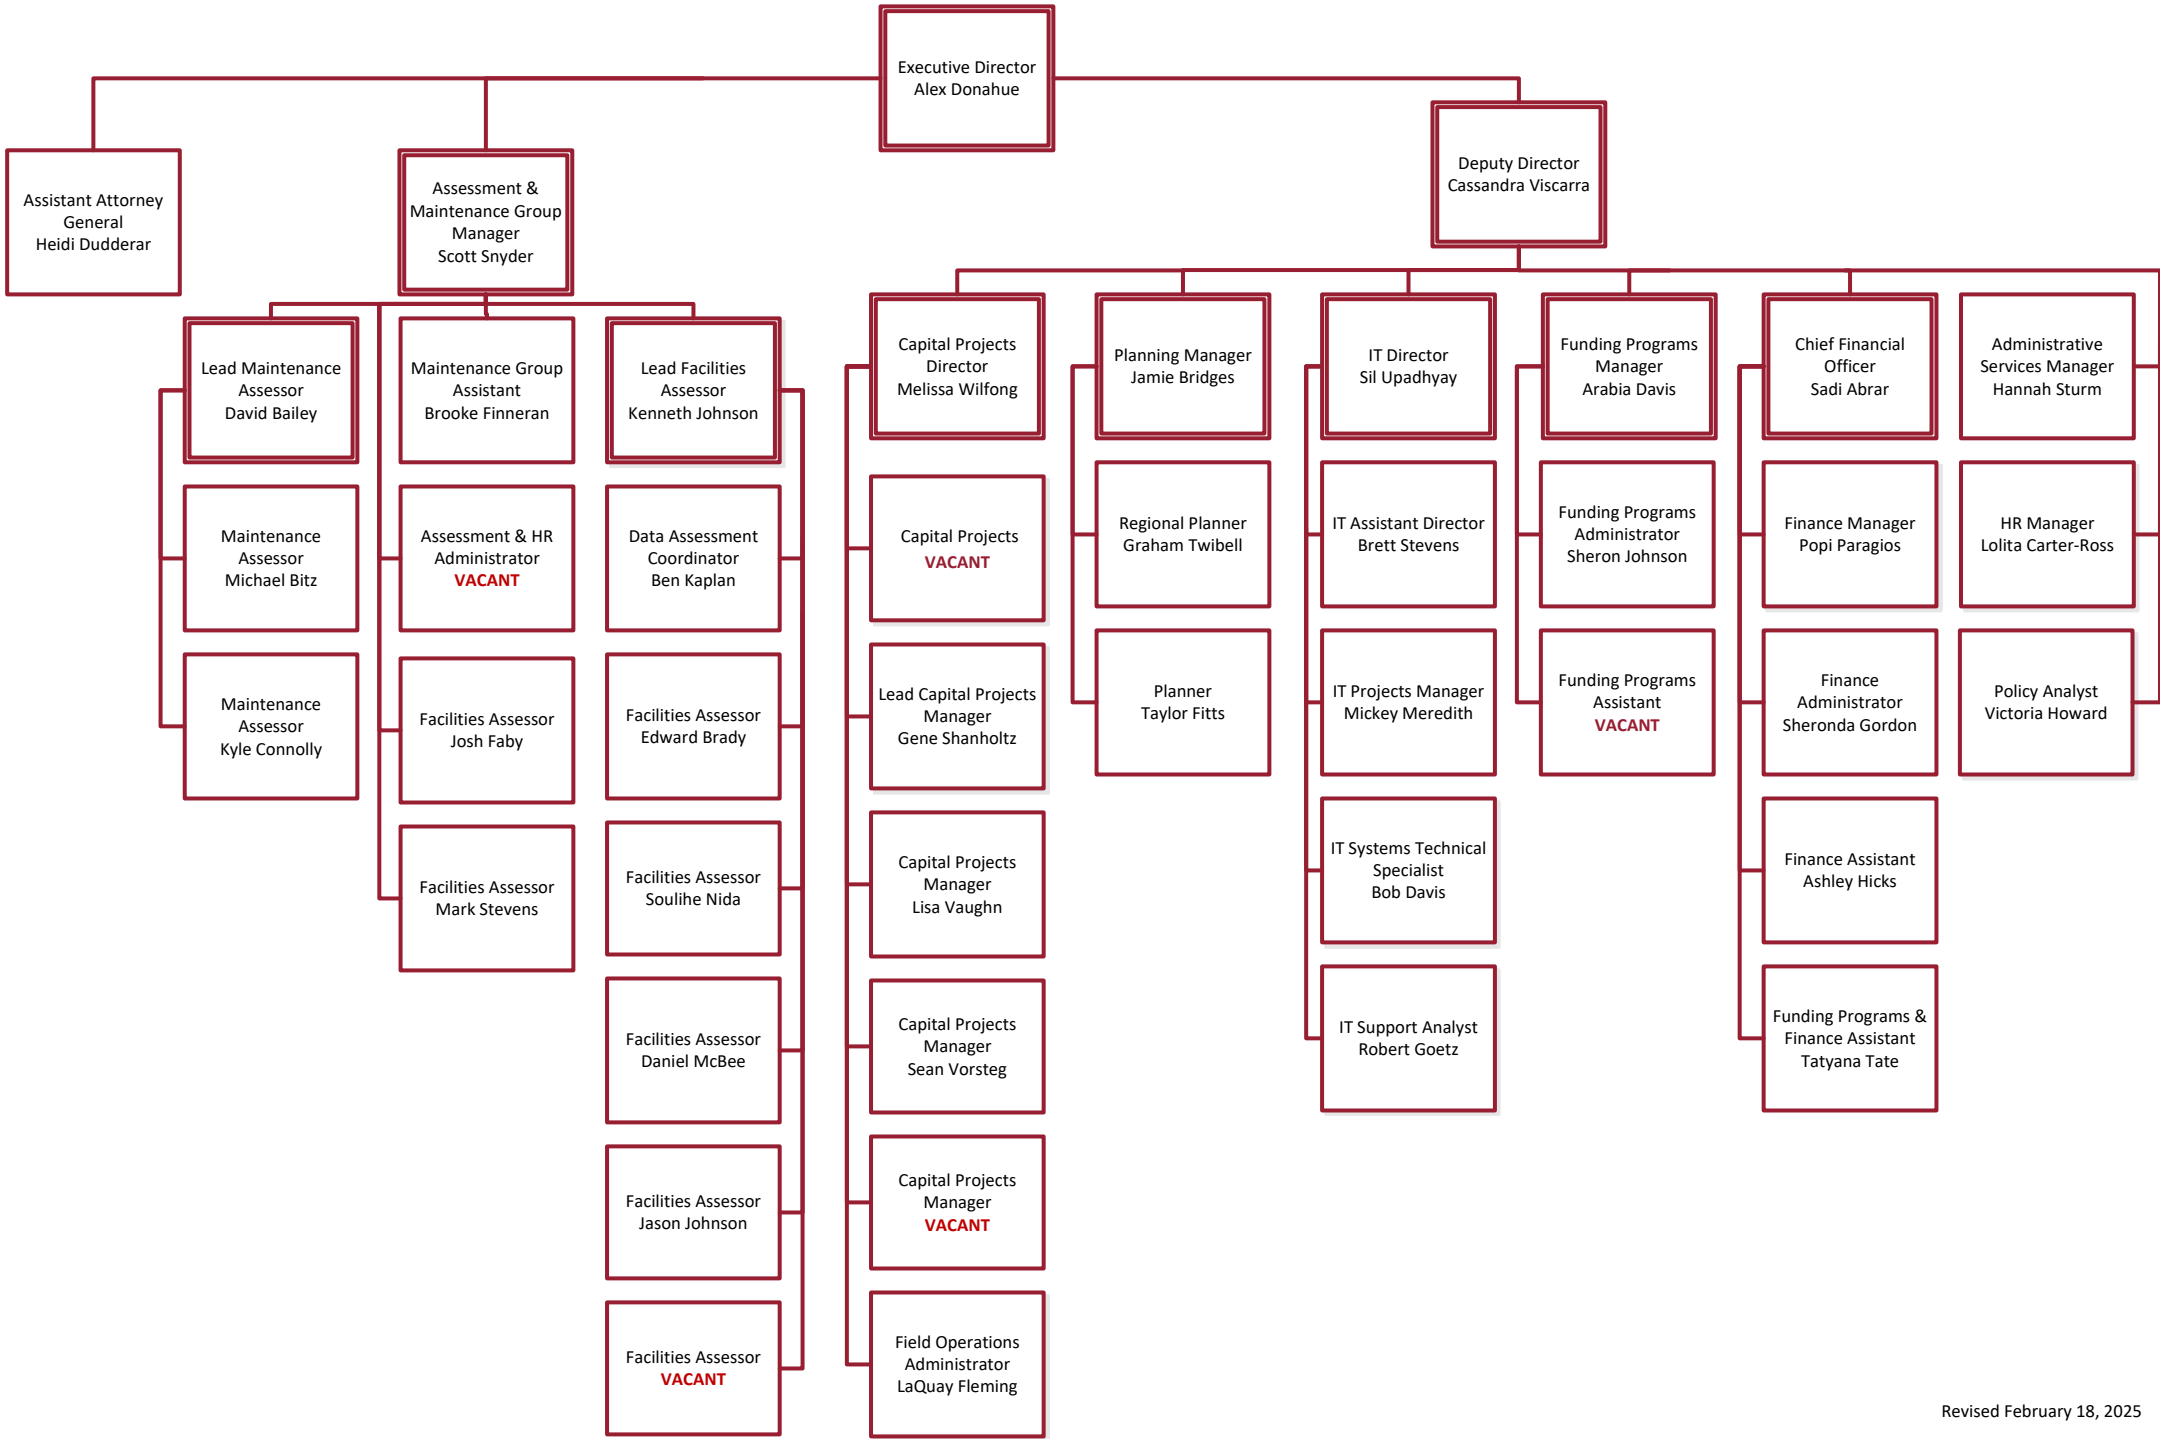 Executive Director
Alex Donahue
Deputy Director
Cassandra Viscarra
Assistant Attorney
General
Heidi Dudderar
Assessment &
Maintenance Group
Manager
Scott Snyder
Lead Maintenance
Assessor
David Bailey
Maintenance
Assessor
Michael Bitz
Maintenance
Assessor
Kyle Connolly
Maintenance Group
Assistant
Brooke Finneran
Assessment & HR
Administrator
VACANT
Facilities Assessor
Josh Faby
Facilities Assessor
Mark Stevens
Lead Facilities
Assessor
Kenneth Johnson
Data Assessment
Coordinator
Ben Kaplan
Facilities Assessor
Edward Brady
Facilities Assessor
Soulihe Nida
Facilities Assessor
Daniel McBee
Facilities Assessor
Jason Johnson
Facilities Assessor
VACANT
Capital Projects
Director
Melissa Wilfong
Capital Projects
VACANT
Lead Capital Projects
Manager
Gene Shanholtz
Capital Projects
Manager
Lisa Vaughn
Capital Projects
Manager
Sean Vorsteg
Capital Projects
Manager
VACANT
Field Operations
Administrator
LaQuay Fleming
Planning Manager
Jamie Bridges
Regional Planner
Graham Twibell
Planner
Taylor Fitts
IT Director
Sil Upadhyay
IT Assistant Director
Brett Stevens
IT Projects Manager
Mickey Meredith
IT Systems Technical
Specialist
Bob Davis
IT Support Analyst
Robert Goetz
Funding Programs
Manager
Arabia Davis
Funding Programs
Administrator
Sheron Johnson
Funding Programs
Assistant
VACANT
Chief Financial
Officer
Sadi Abrar
Finance Manager
Popi Paragios
Finance
Administrator
Sheronda Gordon
Finance Assistant
Ashley Hicks
Funding Programs &
Finance Assistant
Tatyana Tate
Administrative
Services Manager
Hannah Sturm
HR Manager
Lolita Carter-Ross
Policy Analyst
Victoria Howard
Revised February 18, 2025